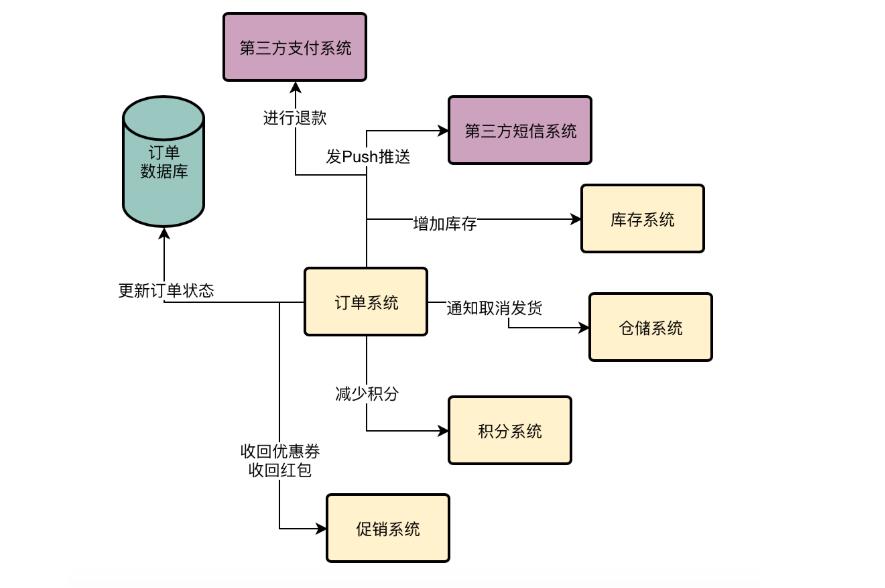 第三方支付系统
进行退款
第三方短信系统
发Push推送
订单
数据库
库存系统
增加库存
更新订单状态
订单系统
通知取消发货
仓储系统
减少积分
积分系统
收回优惠券
收回红包
促销系统